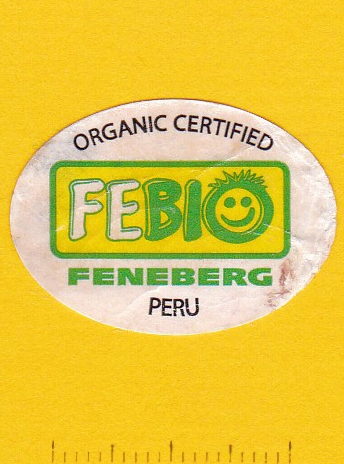 ORGANIC CERTIFIED
FEBIO
FENEBERG
PERU